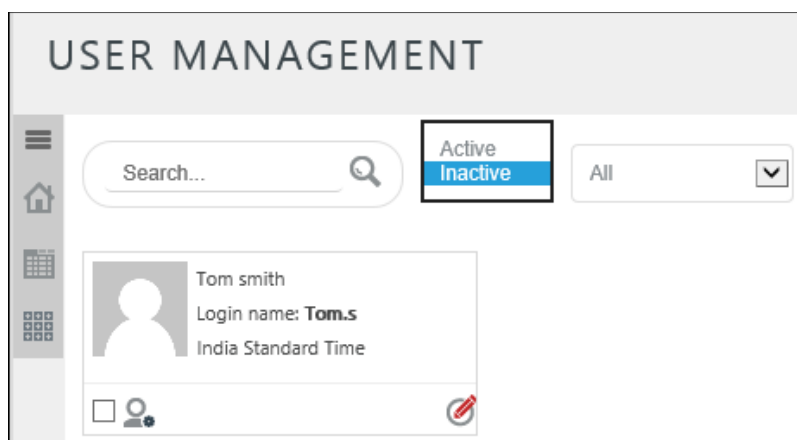 USER MANAGEMENT
Search...
Active
Inactive
All
Tom smith
Login name: Tom.s
India Standard Time